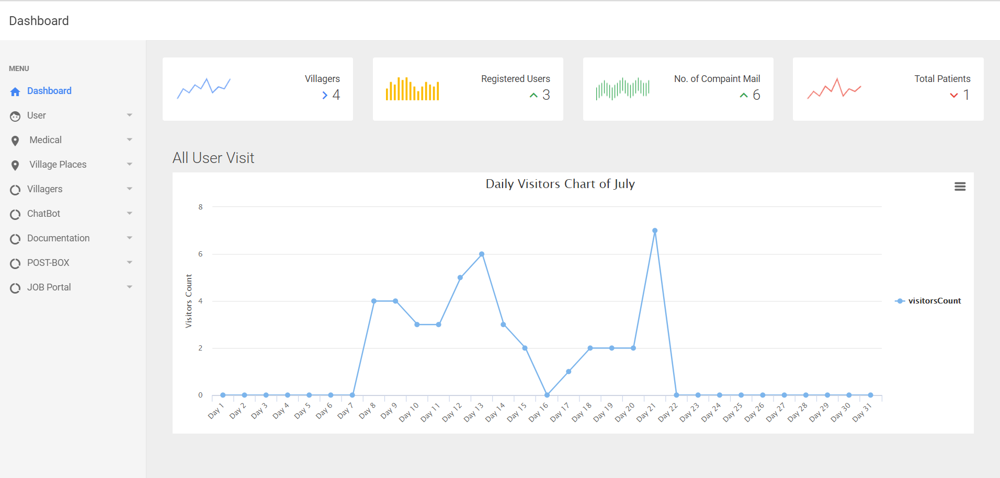 Dashboard
MENU
Dashboard
User
Medical
Village Places
Villagers
ChatBot
Documentation
POST-BOX
JOB Portal
Villagers
4
Registered Users
3
No. of Compaint Mail
6
Total Patients
1
All User Visit
Daily Visitors Chart of July
Visitors Count
8
6
4
2
0
Day 1
Day 2
Day 3
Day 4
Day 5
Day 6
Day 7
Day 8
Day 9
Day 10
Day 11
Day 12
Day 13
Day 14
Day 15
Day 16
Day 17
Day 18
Day 19
Day 20
Day 21
Day 22
Day 23
Day 24
Day 25
Day 26
Day 27
Day 28
Day 29
Day 30
Day 31
visitorsCount